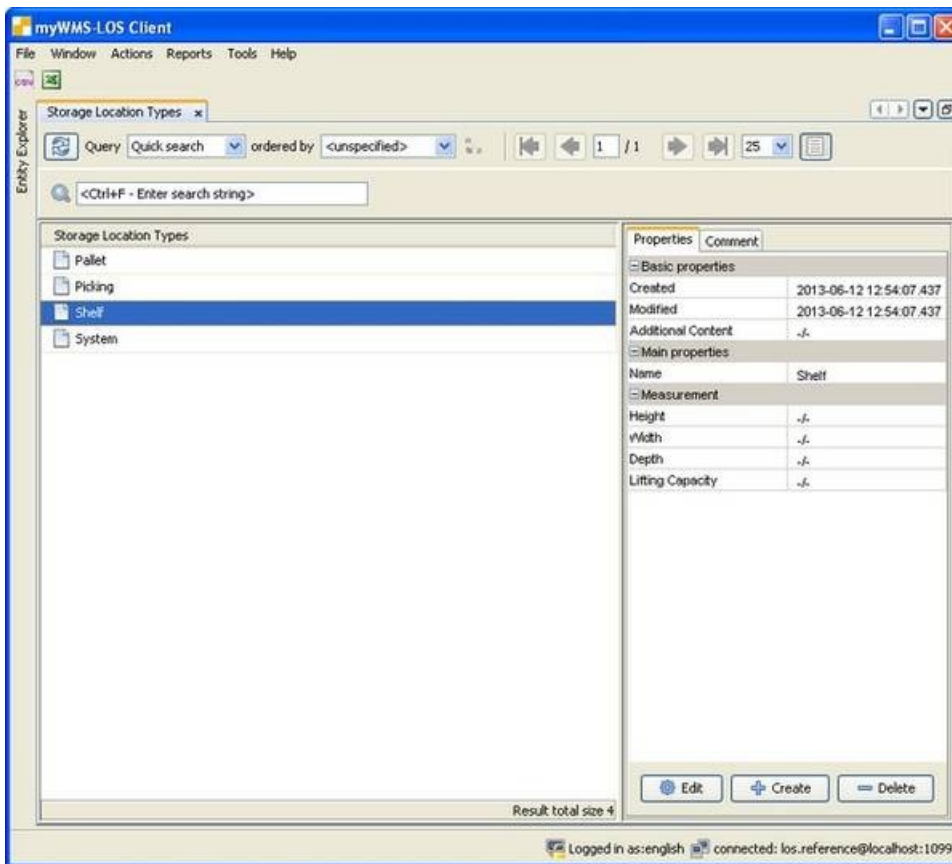 myWMS-LOS Client
File Window Actions Reports Tools Help
csv
Entity Explorer
Storage Location Types x
Query Quick search ordered by <unspecified> 1 / 1 25
<Ctrl+F - Enter search string>
Storage Location Types
Pallet
Picking
Shelf
System
Result total size 4
Properties Comment
Basic properties
Created 2013-06-12 12:54:07.437
Modified 2013-06-12 12:54:07.437
Additional Content -/-
Main properties
Name Shelf
Measurement
Height -/-
Width -/-
Depth -/-
Lifting Capacity -/-
Edit Create Delete
Logged in as:english connected: los.reference@localhost:1099